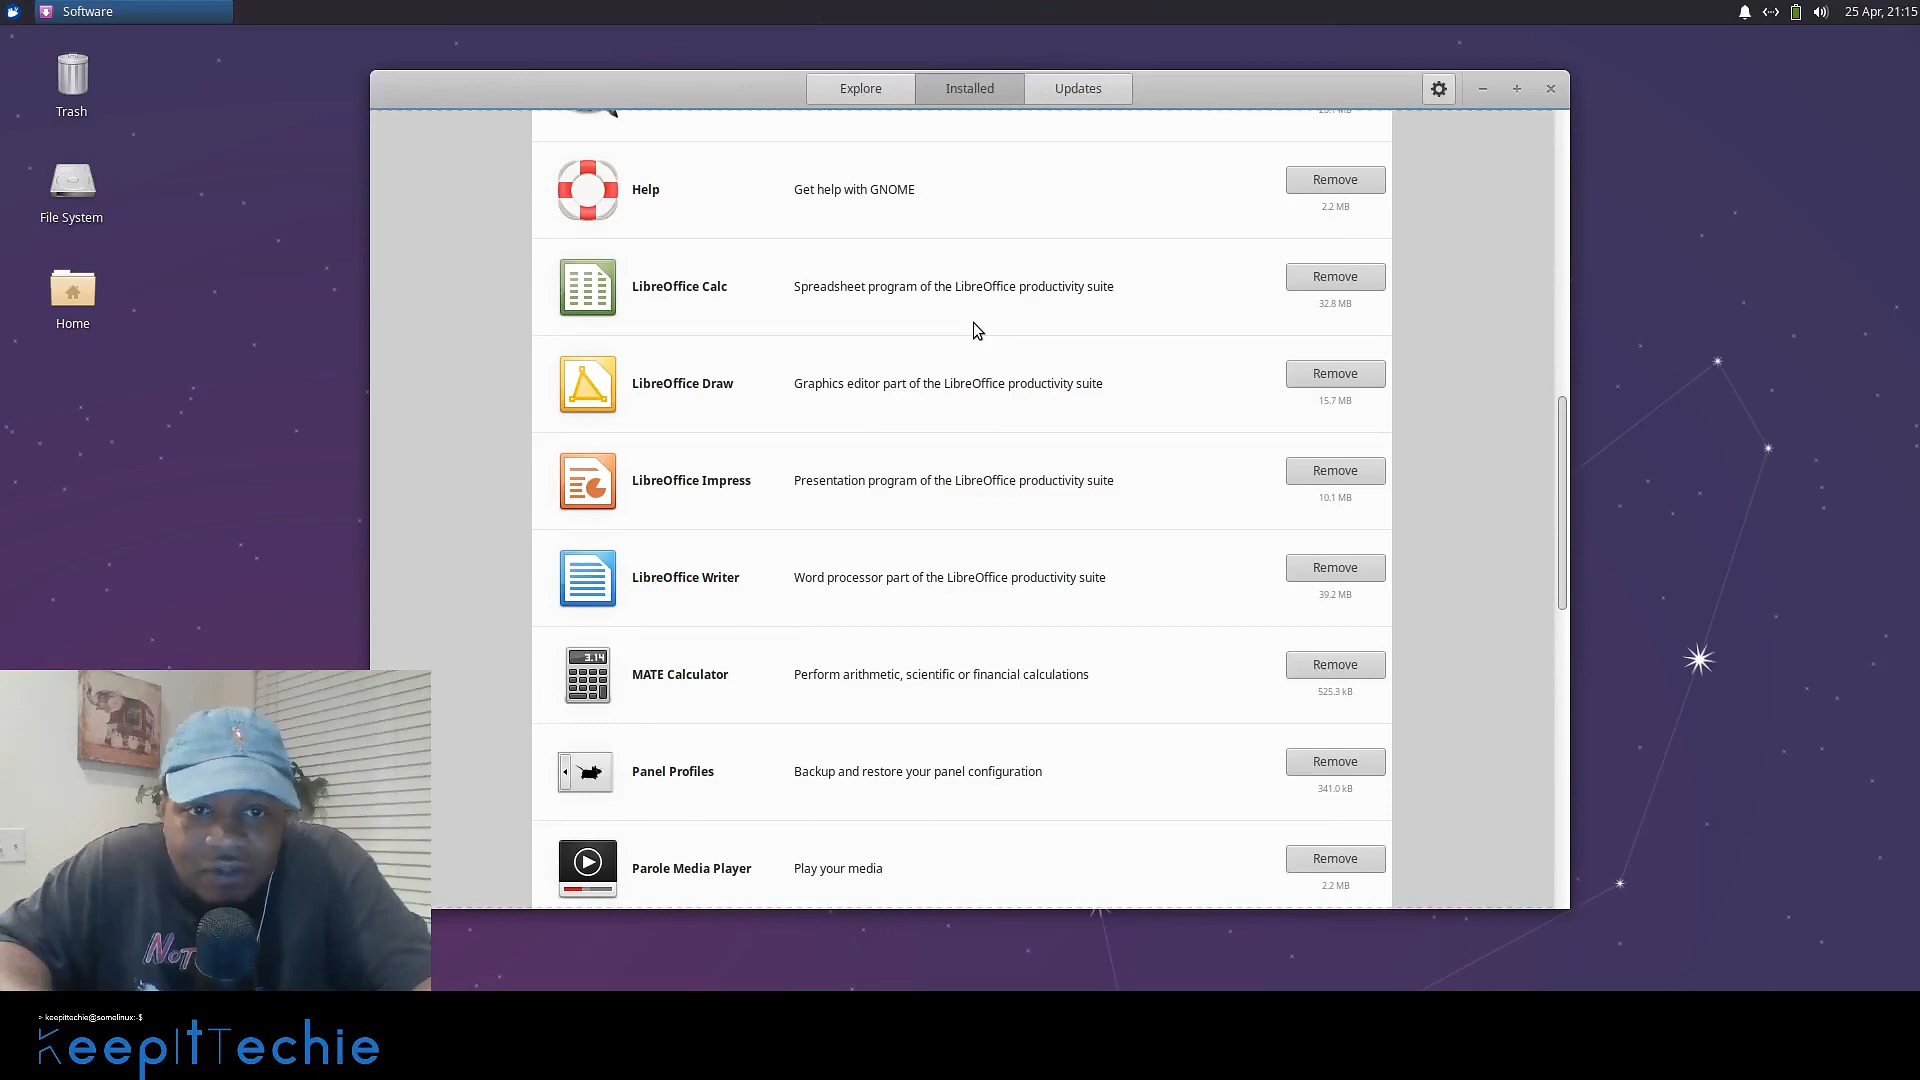 Software
25 Apr, 21:15
Trash
File System
Home
Explore
Installed
Updates
Help
Get help with GNOME
Remove
2.2 MB
LibreOffice Calc
Spreadsheet program of the LibreOffice productivity suite
Remove
32.8 MB
LibreOffice Draw
Graphics editor part of the LibreOffice productivity suite
Remove
15.7 MB
LibreOffice Impress
Presentation program of the LibreOffice productivity suite
Remove
10.1 MB
LibreOffice Writer
Word processor part of the LibreOffice productivity suite
Remove
39.2 MB
3.14
MATE Calculator
Perform arithmetic, scientific or financial calculations
Remove
525.3 kB
Panel Profiles
Backup and restore your panel configuration
Remove
341.0 kB
Parole Media Player
Play your media
Remove
2.2 MB
NOT
> keepittechie@somelinux:-$
KeepItTechie